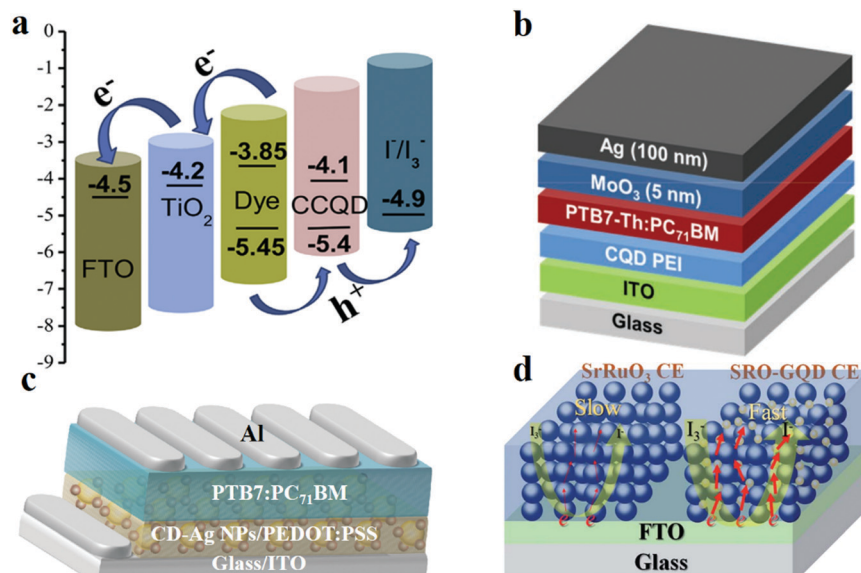 a
0
-1
-2
-3
-4
-5
-6
-7
-8
-9
e⁻
e⁻
h⁺
-4.5
FTO
-4.2
TiO₂
-3.85
Dye
-5.45
-4.1
CCQD
-5.4
I⁻/I₃⁻
-4.9
b
Ag (100 nm)
MoO₃ (5 nm)
PTB7-Th:PC₇₁BM
CQD PEI
ITO
Glass
c
Al
PTB7:PC₇₁BM
CD-Ag NPs/PEDOT:PSS
Glass/ITO
d
SrRuO₃ CE
SRO-GQD CE
Slow
Fast
I₃⁻
I⁻
I₃⁻
I⁻
e⁻
e⁻
e⁻
e⁻
e⁻
FTO
Glass